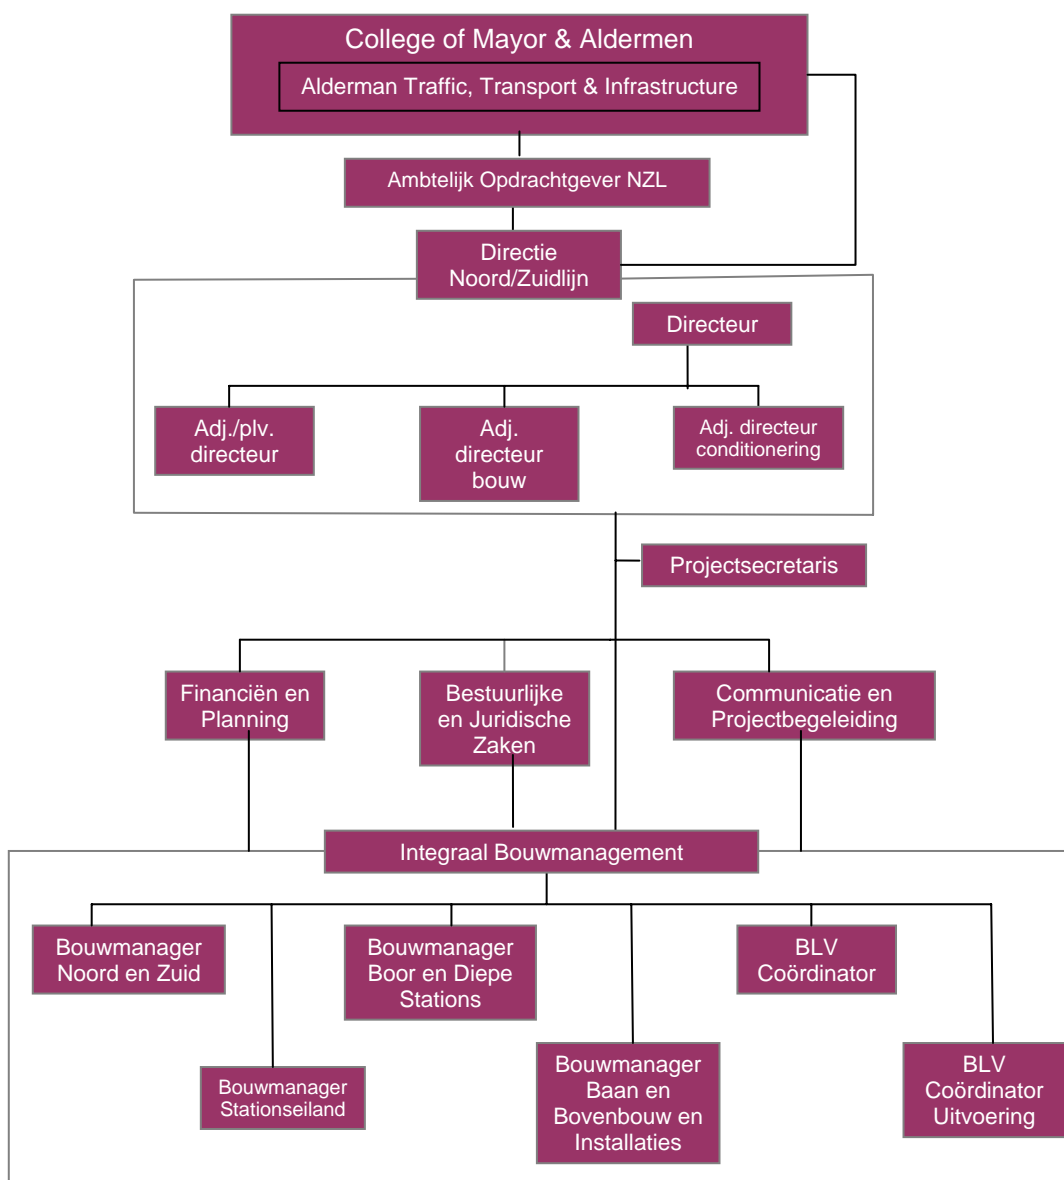 College of Mayor & Aldermen
Alderman Traffic, Transport & Infrastructure
Ambtelijk Opdrachtgever NZL
Directie
Noord/Zuidlijn
Directeur
Adj./plv.
directeur
Adj.
directeur
bouw
Adj. directeur
conditionering
Projectsecretaris
Financiën en
Planning
Bestuurlijke
en Juridische
Zaken
Communicatie en
Projectbegeleiding
Integraal Bouwmanagement
Bouwmanager
Noord en Zuid
Bouwmanager
Boor en Diepe
Stations
BLV
Coördinator
Bouwmanager
Stationseiland
Bouwmanager
Baan en
Bovenbouw en
Installaties
BLV
Coördinator
Uitvoering